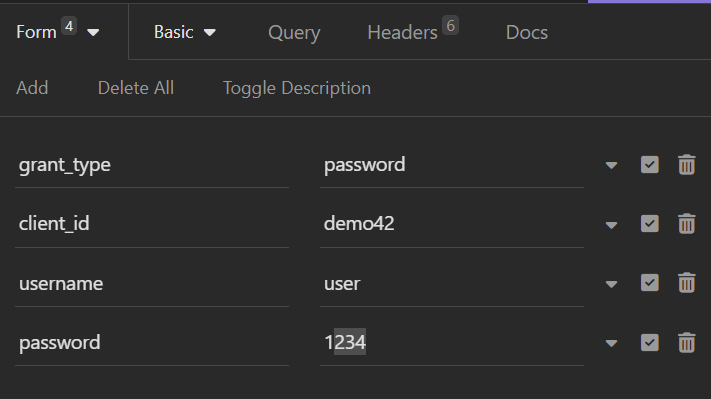 Form 4 Basic Query Headers 6 Docs
Add Delete All Toggle Description
grant_type password
client_id demo42
username user
password 1234